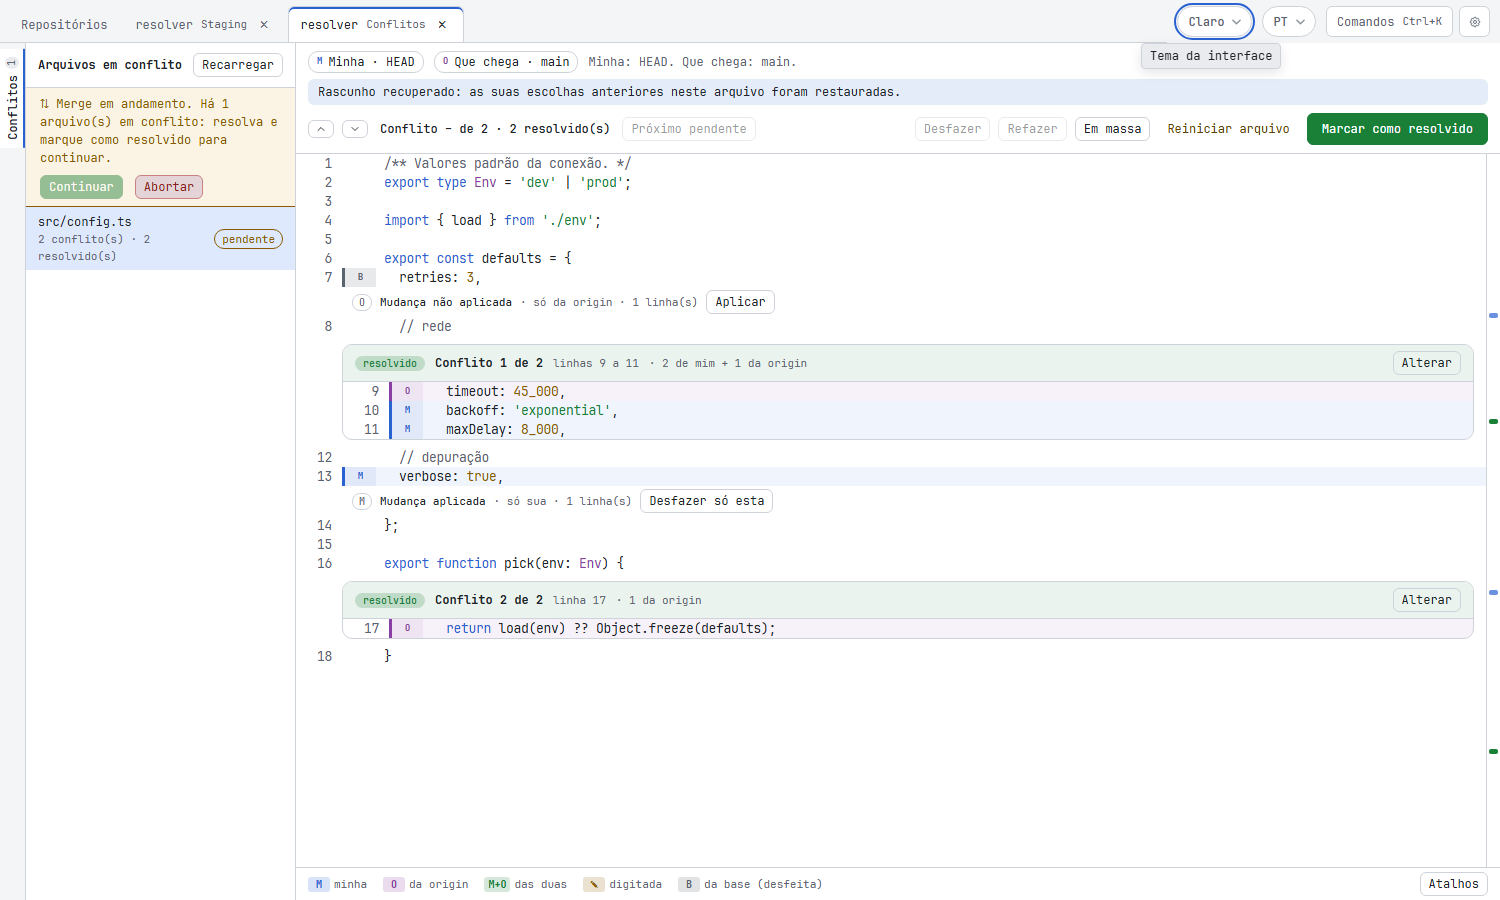 Repositórios
resolver Staging ×
resolver Conflitos ×
Claro
PT
Comandos Ctrl+K
Tema da interface
Conflitos 1
Arquivos em conflito
Recarregar
⇅ Merge em andamento. Há 1
arquivo(s) em conflito: resolva e
marque como resolvido para
continuar.
Continuar
Abortar
src/config.ts
2 conflito(s) · 2
resolvido(s)
pendente
M Minha · HEAD
O Que chega · main
Minha: HEAD. Que chega: main.
Rascunho recuperado: as suas escolhas anteriores neste arquivo foram restauradas.
Conflito – de 2 · 2 resolvido(s)
Próximo pendente
Desfazer
Refazer
Em massa
Reiniciar arquivo
Marcar como resolvido
1 /** Valores padrão da conexão. */
2 export type Env = 'dev' | 'prod';
3
4 import { load } from './env';
5
6 export const defaults = {
7 B retries: 3,
O Mudança não aplicada · só da origin · 1 linha(s) Aplicar
8 // rede
resolvido Conflito 1 de 2 linhas 9 a 11 · 2 de mim + 1 da origin Alterar
9 O timeout: 45_000,
10 M backoff: 'exponential',
11 M maxDelay: 8_000,
12 // depuração
13 M verbose: true,
M Mudança aplicada · só sua · 1 linha(s) Desfazer só esta
14 };
15
16 export function pick(env: Env) {
resolvido Conflito 2 de 2 linha 17 · 1 da origin Alterar
17 O return load(env) ?? Object.freeze(defaults);
18 }
M minha
O da origin
M+O das duas
✎ digitada
B da base (desfeita)
Atalhos